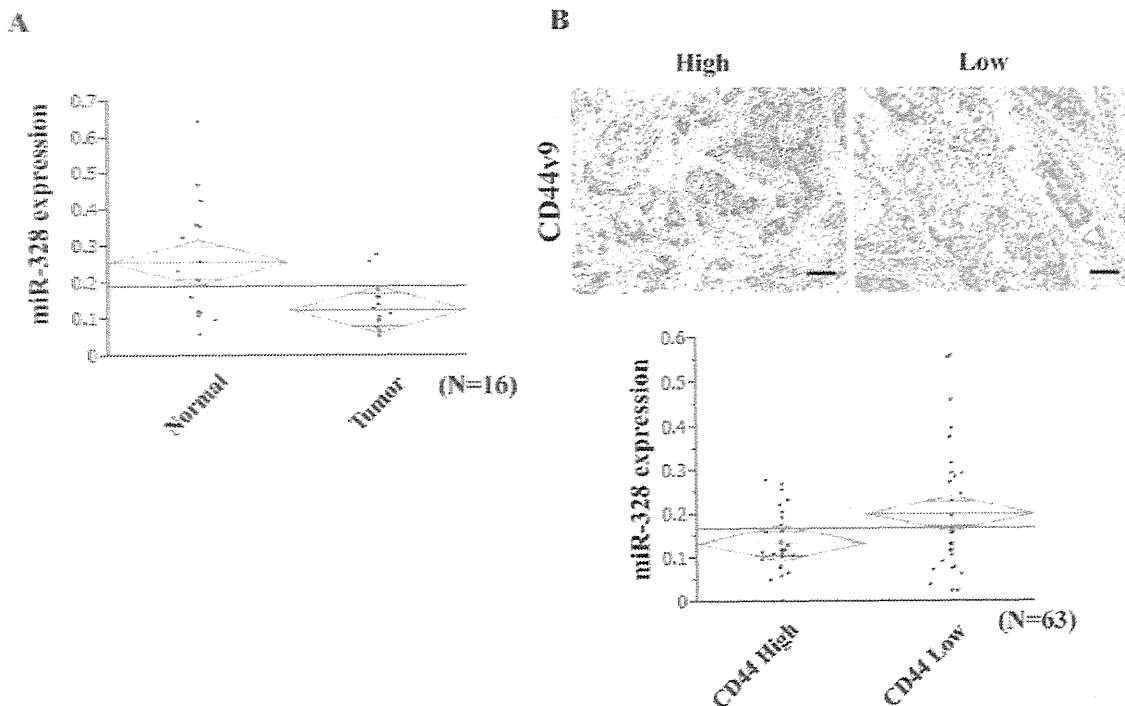 A
miR-328 expression
0.7
0.6
0.5
0.4
0.3
0.2
0.1
0
Normal
Tumor
(N=16)
B
High
Low
CD44v9
miR-328 expression
0.6
0.5
0.4
0.3
0.2
0.1
0
CD44 High
CD44 Low
(N=63)